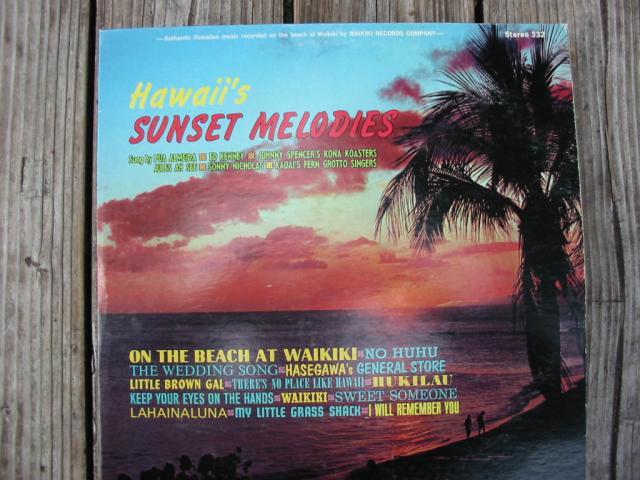 —Authentic Hawaiian music recorded on the beach at Waikiki by WAIKIKI RECORDS COMPANY—
Stereo 332
Hawaii's
SUNSET MELODIES
Sung by PUA ALMEIDA ED KENNEY JOHNNY SPENCER'S KONA KOASTERS
JULES AH SEE SONNY NICHOLAS KAUAI'S FERN GROTTO SINGERS
ON THE BEACH AT WAIKIKI NO HUHU
THE WEDDING SONG HASEGAWA's GENERAL STORE
LITTLE BROWN GAL THERE'S NO PLACE LIKE HAWAII HUKILAU
KEEP YOUR EYES ON THE HANDS WAIKIKI SWEET SOMEONE
LAHAINALUNA MY LITTLE GRASS SHACK I WILL REMEMBER YOU